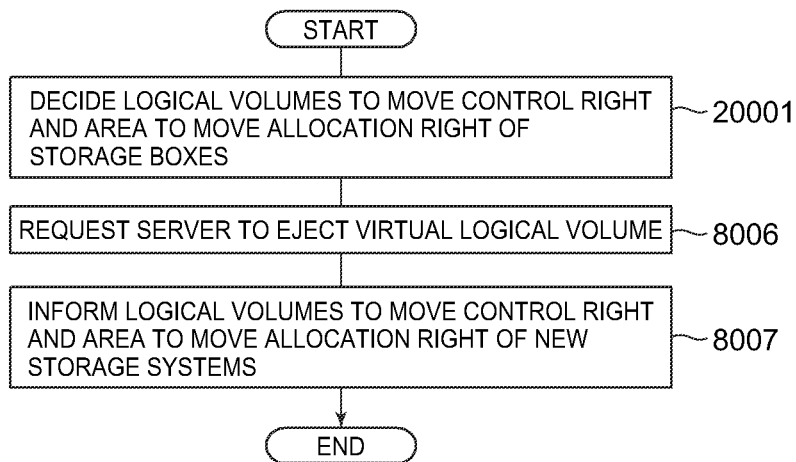 START
DECIDE LOGICAL VOLUMES TO MOVE CONTROL RIGHT
AND AREA TO MOVE ALLOCATION RIGHT OF
STORAGE BOXES
20001
REQUEST SERVER TO EJECT VIRTUAL LOGICAL VOLUME
8006
INFORM LOGICAL VOLUMES TO MOVE CONTROL RIGHT
AND AREA TO MOVE ALLOCATION RIGHT OF NEW
STORAGE SYSTEMS
8007
END